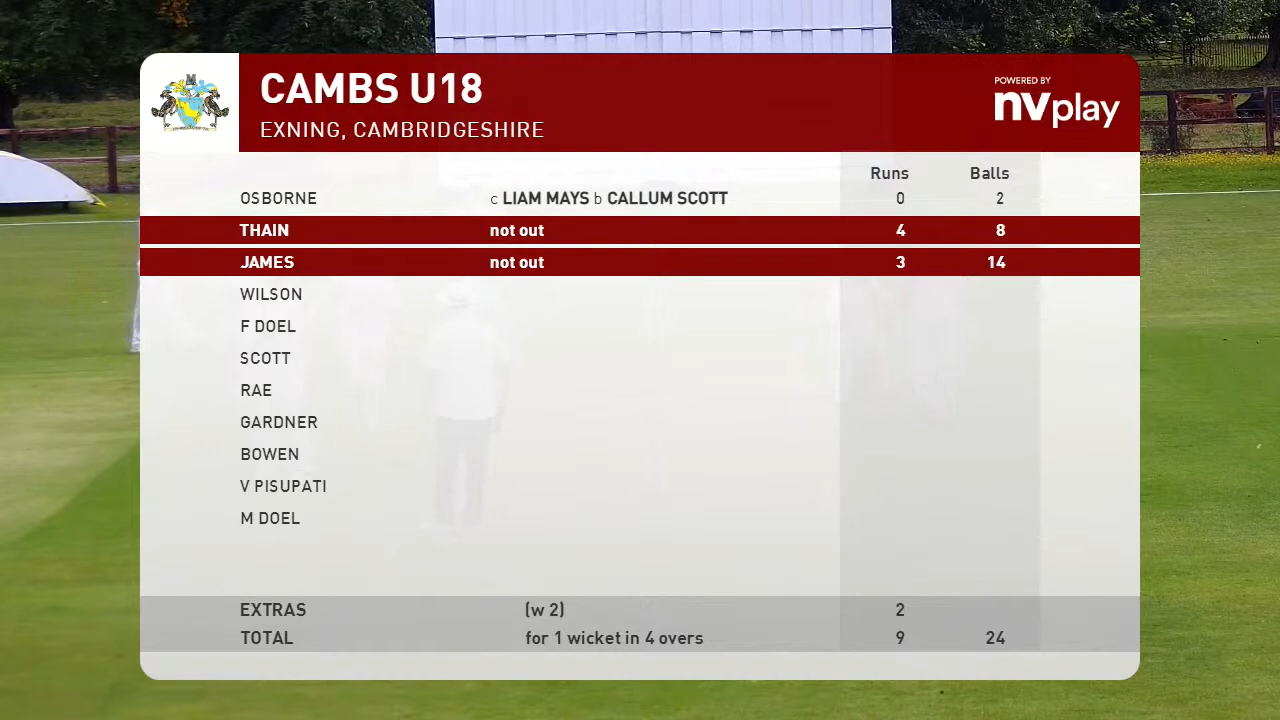 CAMBS U18
EXNING, CAMBRIDGESHIRE
POWERED BY
nvplay
Runs Balls
OSBORNE c LIAM MAYS b CALLUM SCOTT 0 2
THAIN not out 4 8
JAMES not out 3 14
WILSON
F DOEL
SCOTT
RAE
GARDNER
BOWEN
V PISUPATI
M DOEL
EXTRAS (w 2) 2
TOTAL for 1 wicket in 4 overs 9 24